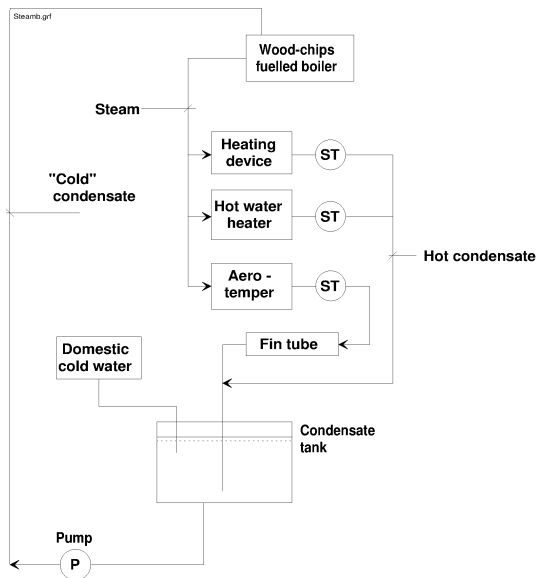 Steamb.grf
Wood-chips
fuelled boiler
Steam
Heating
device
ST
"Cold"
condensate
Hot water
heater
ST
Hot condensate
Aero -
temper
ST
Fin tube
Domestic
cold water
Condensate
tank
Pump
P